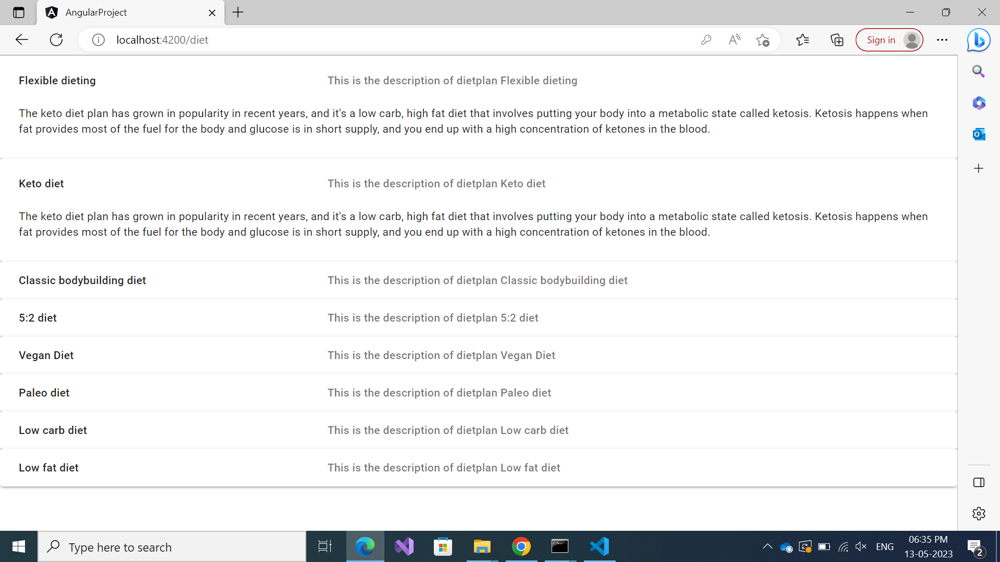 AngularProject
localhost:4200/diet
Sign in
Flexible dieting This is the description of dietplan Flexible dieting
The keto diet plan has grown in popularity in recent years, and it's a low carb, high fat diet that involves putting your body into a metabolic state called ketosis. Ketosis happens when
fat provides most of the fuel for the body and glucose is in short supply, and you end up with a high concentration of ketones in the blood.
Keto diet This is the description of dietplan Keto diet
The keto diet plan has grown in popularity in recent years, and it's a low carb, high fat diet that involves putting your body into a metabolic state called ketosis. Ketosis happens when
fat provides most of the fuel for the body and glucose is in short supply, and you end up with a high concentration of ketones in the blood.
Classic bodybuilding diet This is the description of dietplan Classic bodybuilding diet
5:2 diet This is the description of dietplan 5:2 diet
Vegan Diet This is the description of dietplan Vegan Diet
Paleo diet This is the description of dietplan Paleo diet
Low carb diet This is the description of dietplan Low carb diet
Low fat diet This is the description of dietplan Low fat diet
Type here to search
ENG
06:35 PM
13-05-2023
2